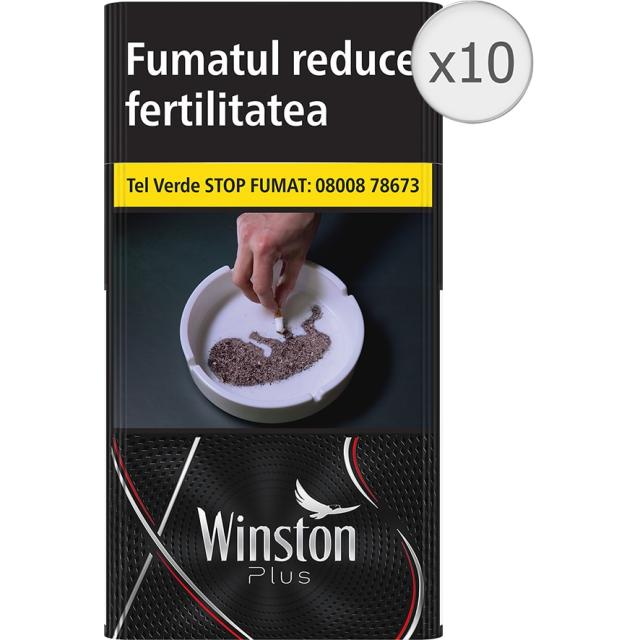 Fumatul reduce
fertilitatea
x10
Tel Verde STOP FUMAT: 08008 78673
Winston
Plus